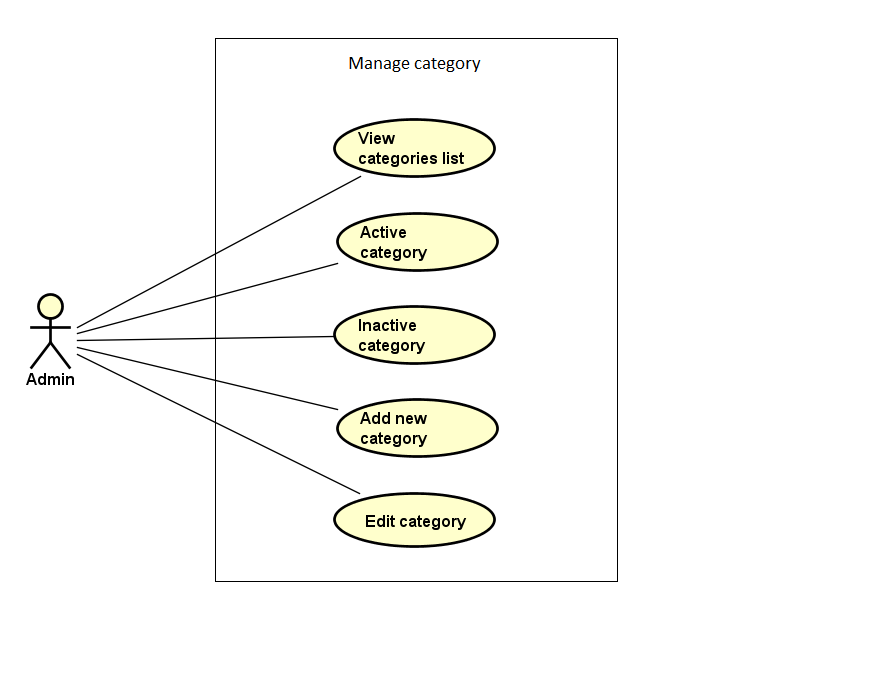 Manage category
View
categories list
Active
category
Inactive
category
Admin
Add new
category
Edit category